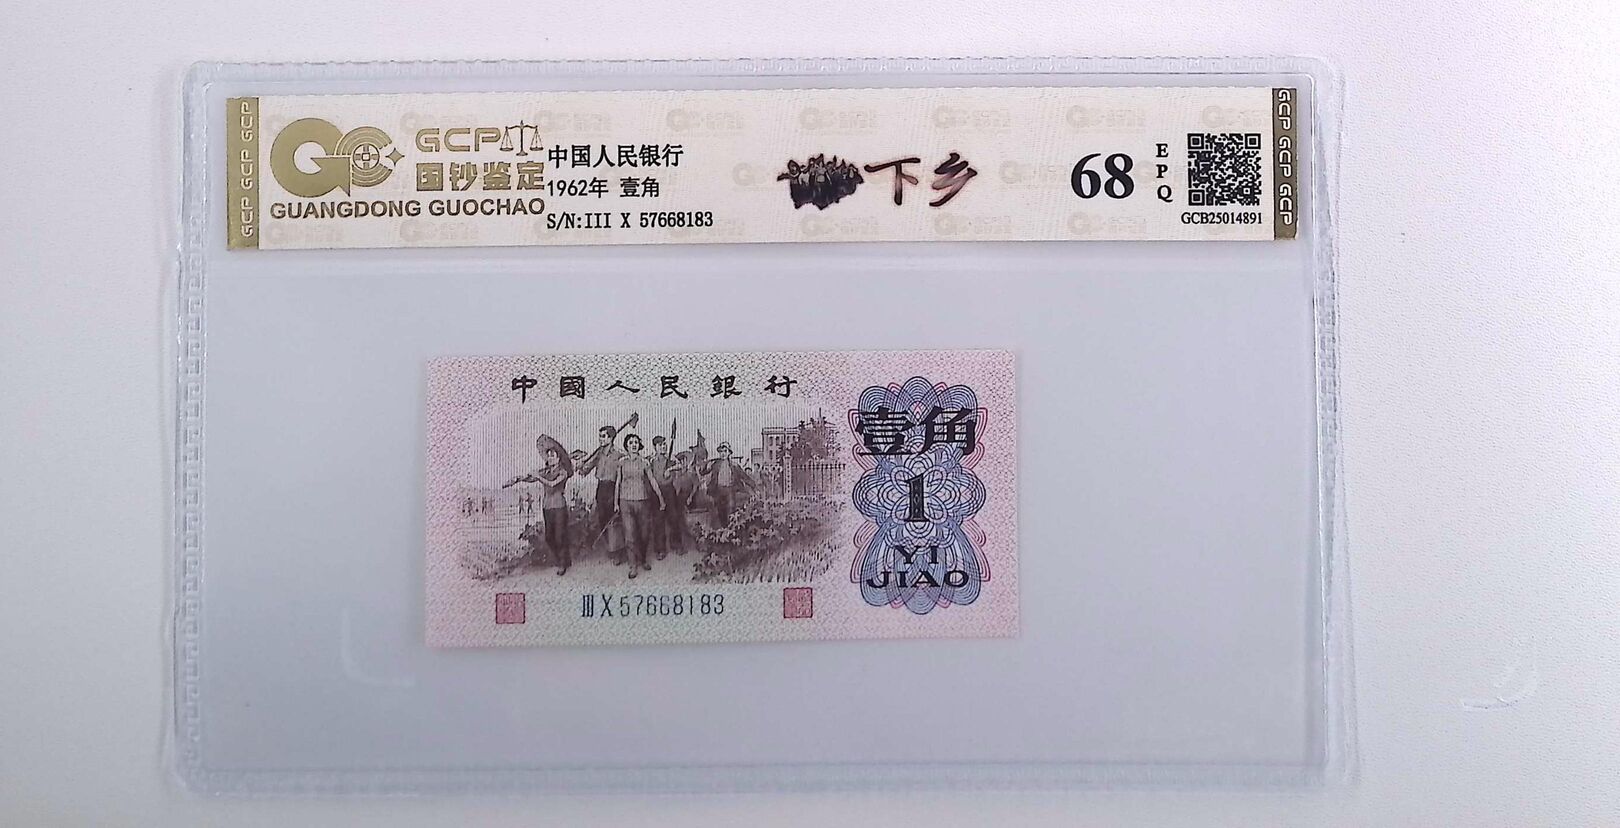 GCP GCP GCP
GCP
国钞鉴定
GUANGDONG GUOCHAO
中国人民银行
1962年 壹角
S/N:III X 57668183
下乡
68
EPQ
GCB25014891
GCP GCP GCP
中國人民銀行
壹角
1
YI
JIAO
III X 57668183